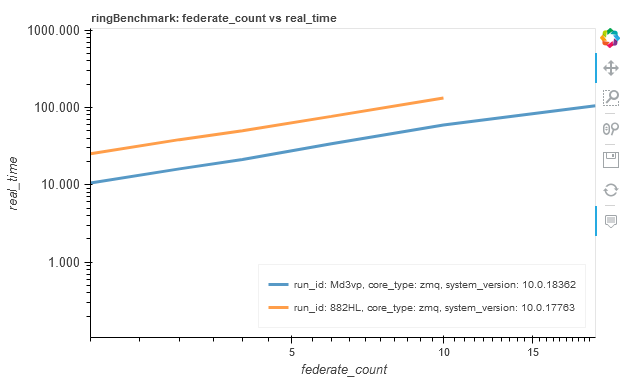 ringBenchmark: federate_count vs real_time
1000.000
100.000
10.000
1.000
real_time
run_id: Md3vp, core_type: zmq, system_version: 10.0.18362
run_id: 882HL, core_type: zmq, system_version: 10.0.17763
5
10
15
federate_count